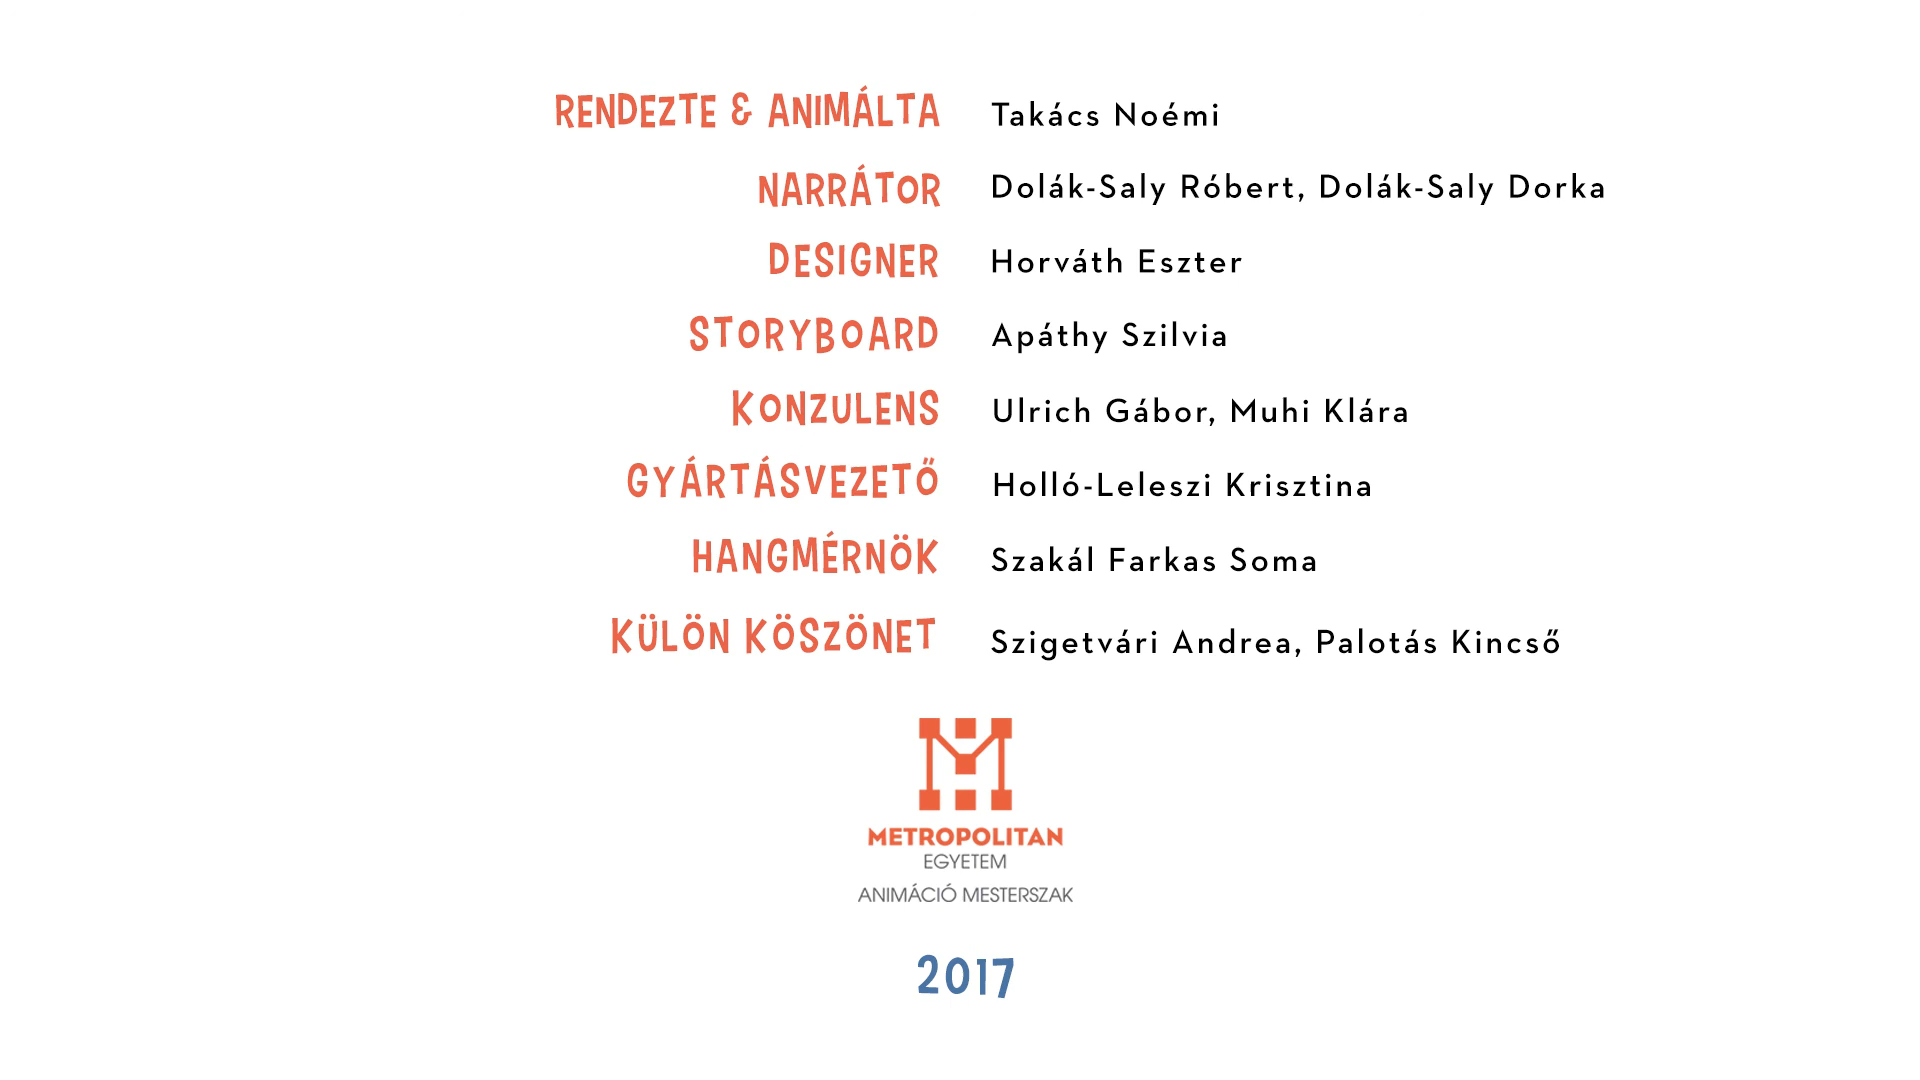 RENDEZTE & ANIMÁLTA Takács Noémi
NARRÁTOR Dolák-Saly Róbert, Dolák-Saly Dorka
DESIGNER Horváth Eszter
STORYBOARD Apáthy Szilvia
KONZULENS Ulrich Gábor, Muhi Klára
GYÁRTÁSVEZETŐ Holló-Leleszi Krisztina
HANGMÉRNÖK Szakál Farkas Soma
KÜLÖN KÖSZÖNET Szigetvári Andrea, Palotás Kincső
METROPOLITAN
EGYETEM
ANIMÁCIÓ MESTERSZAK
2017